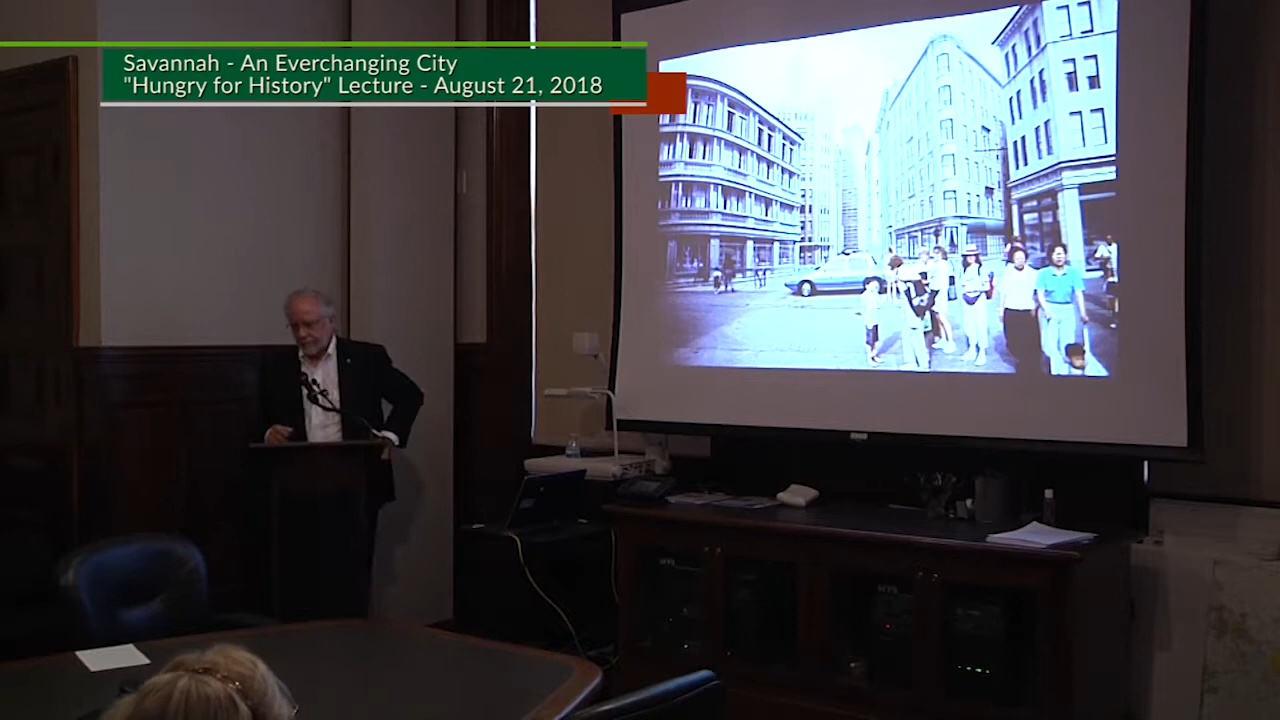 Savannah - An Everchanging City
"Hungry for History" Lecture - August 21, 2018